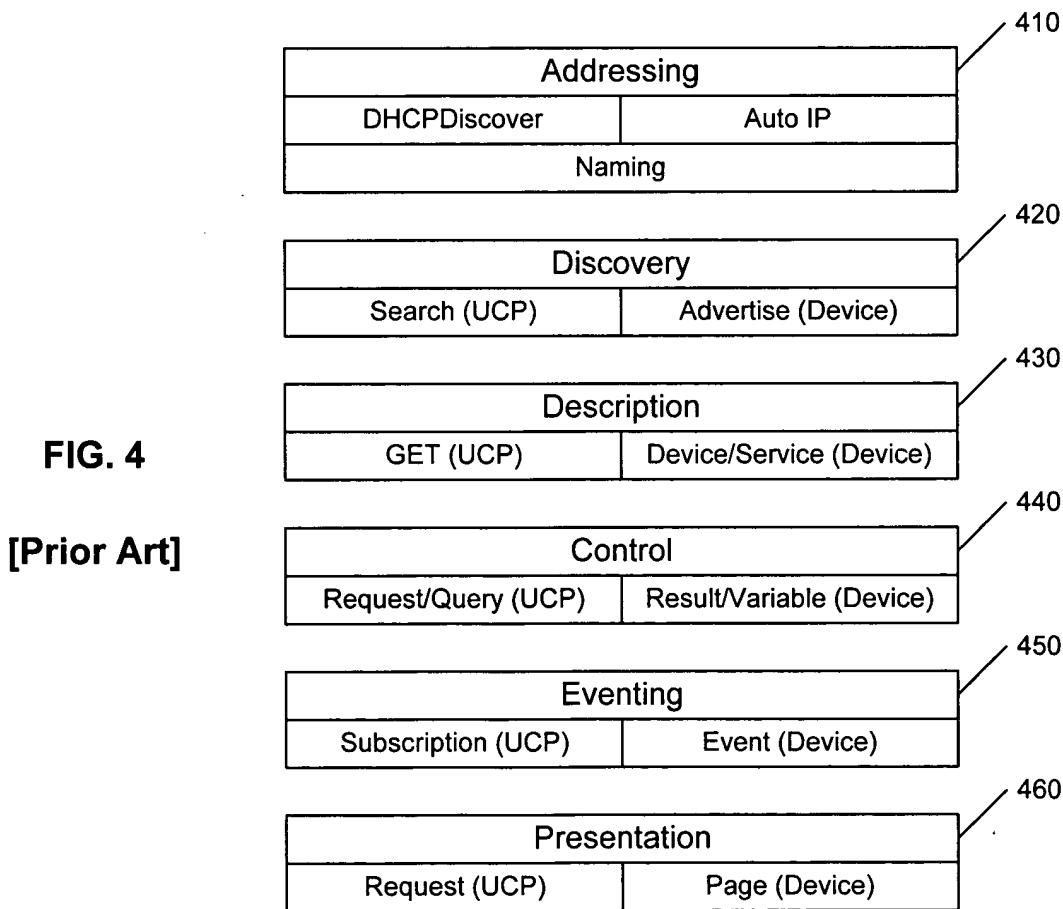 410
Addressing
DHCPDiscover Auto IP
Naming
420
Discovery
Search (UCP) Advertise (Device)
430
Description
GET (UCP) Device/Service (Device)
FIG. 4
[Prior Art]
440
Control
Request/Query (UCP) Result/Variable (Device)
450
Eventing
Subscription (UCP) Event (Device)
460
Presentation
Request (UCP) Page (Device)